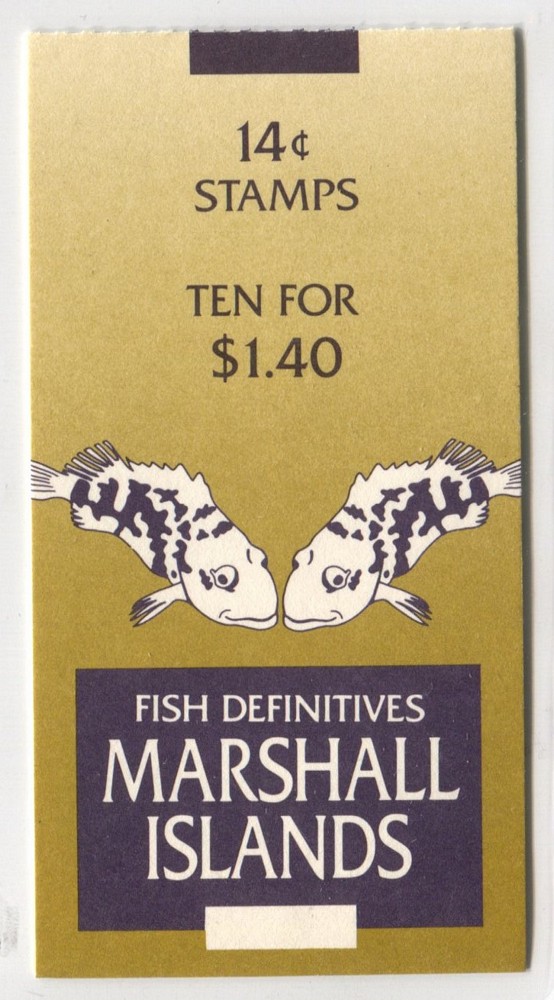 14¢
STAMPS
TEN FOR
$1.40
FISH DEFINITIVES
MARSHALL
ISLANDS